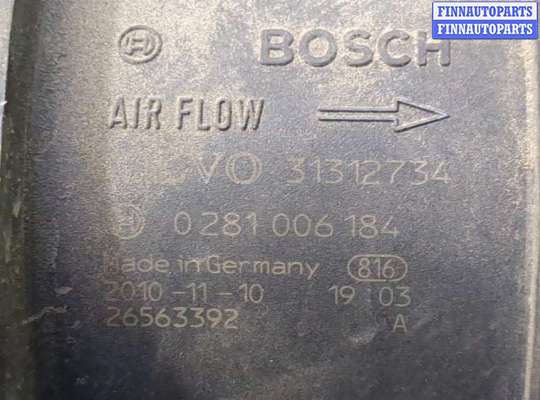 FINNAUTOPARTS
FINNAUTOPARTS
BOSCH
AIR FLOW
31312734
0 281 006 184
Made in Germany 816
2010-11-10 19:03
26563392 A